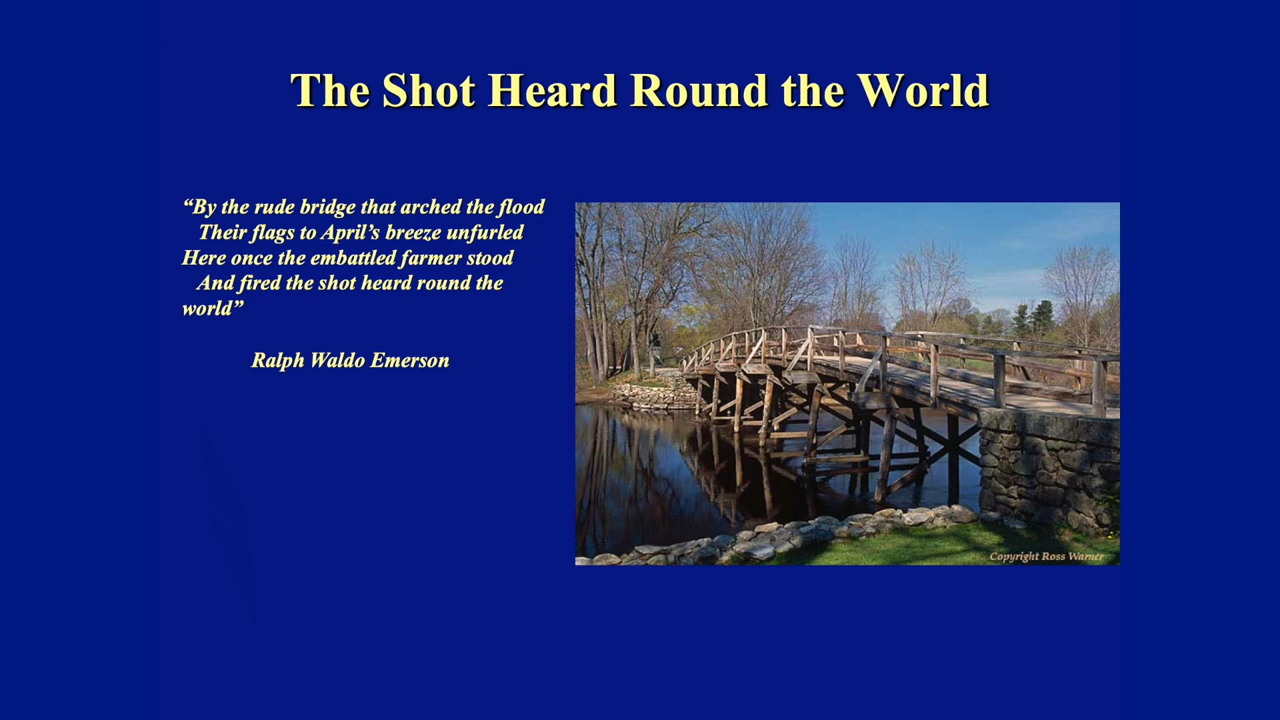 The Shot Heard Round the World
“By the rude bridge that arched the flood
Their flags to April’s breeze unfurled
Here once the embattled farmer stood
And fired the shot heard round the
world”
Ralph Waldo Emerson
Copyright Ross Warner